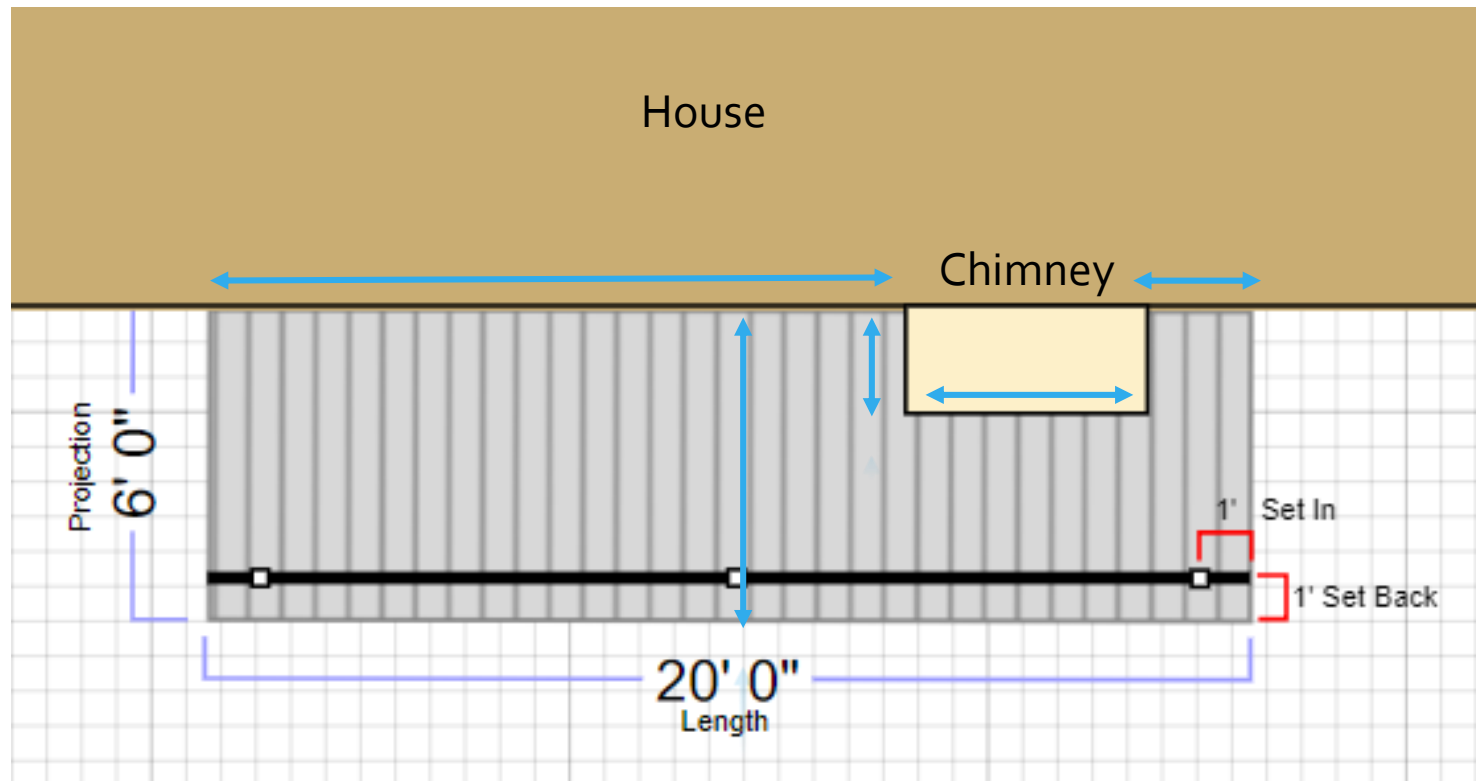 House
Chimney
Projection
6' 0"
1' Set In
1' Set Back
20' 0"
Length